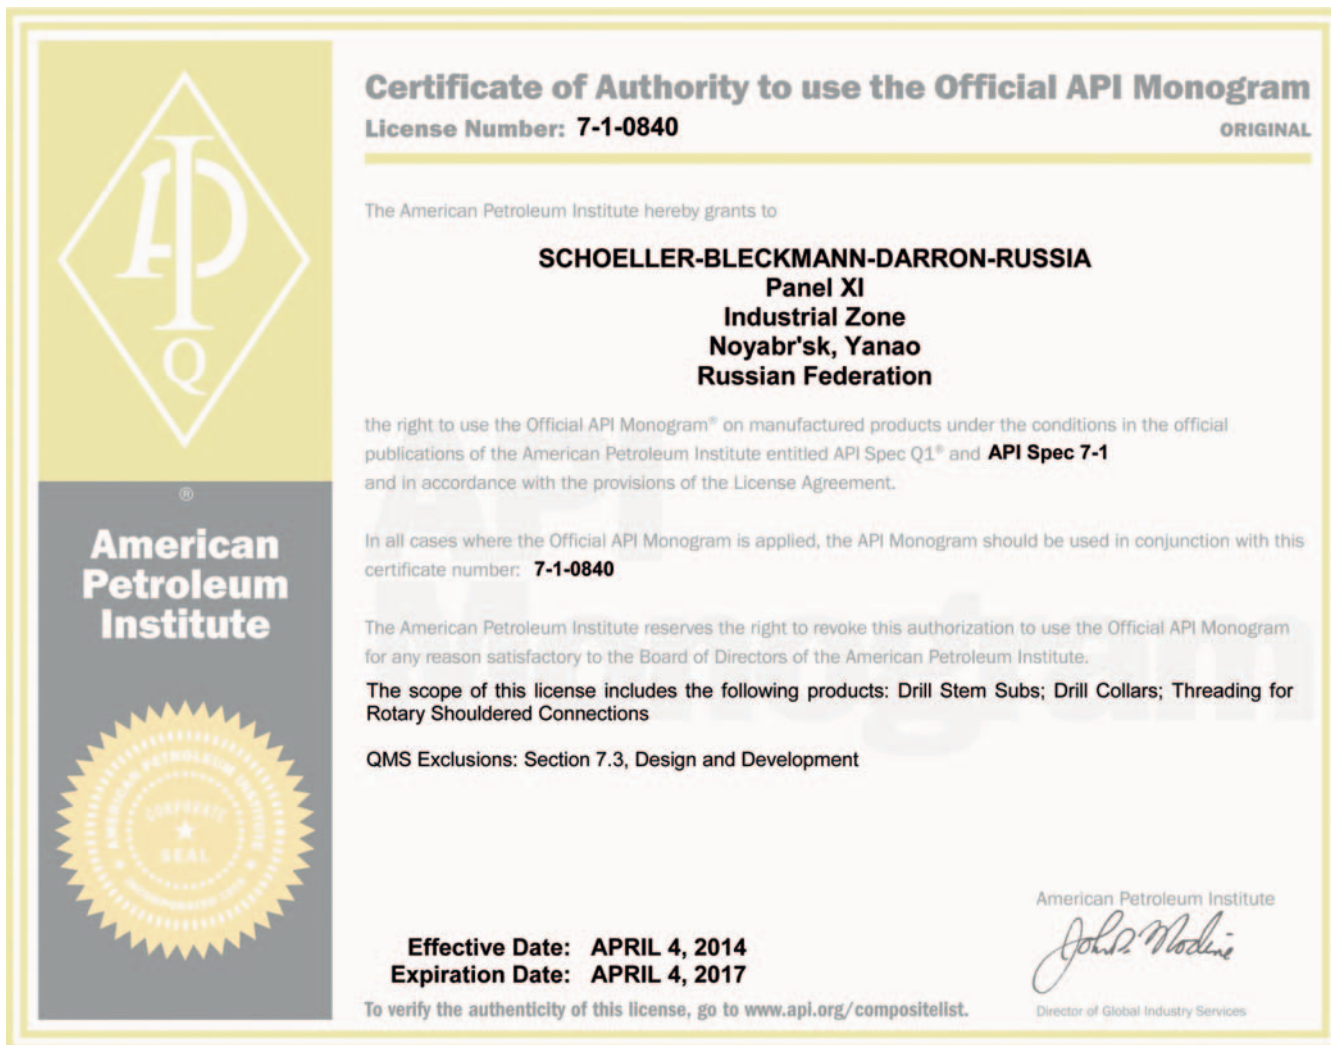 Certificate of Authority to use the Official API Monogram
License Number: 7-1-0840
ORIGINAL
The American Petroleum Institute hereby grants to
SCHOELLER-BLECKMANN-DARRON-RUSSIA
Panel XI
Industrial Zone
Noyabr'sk, Yanao
Russian Federation
the right to use the Official API Monogram® on manufactured products under the conditions in the official
publications of the American Petroleum Institute entitled API Spec Q1® and API Spec 7-1
and in accordance with the provisions of the License Agreement.
In all cases where the Official API Monogram is applied, the API Monogram should be used in conjunction with this
certificate number: 7-1-0840
The American Petroleum Institute reserves the right to revoke this authorization to use the Official API Monogram
for any reason satisfactory to the Board of Directors of the American Petroleum Institute.
The scope of this license includes the following products: Drill Stem Subs; Drill Collars; Threading for
Rotary Shouldered Connections
QMS Exclusions: Section 7.3, Design and Development
Effective Date: APRIL 4, 2014
Expiration Date: APRIL 4, 2017
To verify the authenticity of this license, go to www.api.org/compositelist.
American Petroleum Institute
Director of Global Industry Services
API
Q
®
American
Petroleum
Institute
AMERICAN PETROLEUM INSTITUTE
CORPORATE
SEAL
API
Monogram